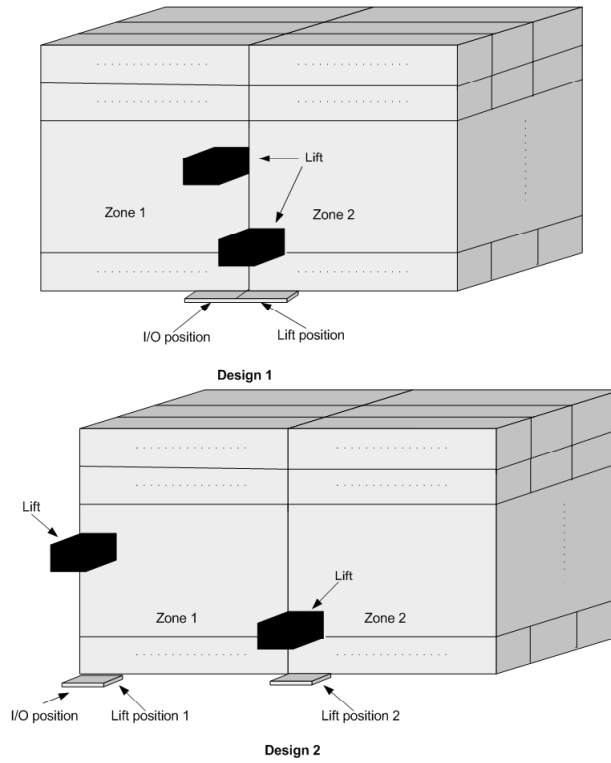 Lift
Zone 1
Zone 2
I/O position
Lift position
Design 1
Lift
Lift
Zone 1
Zone 2
I/O position
Lift position 1
Lift position 2
Design 2